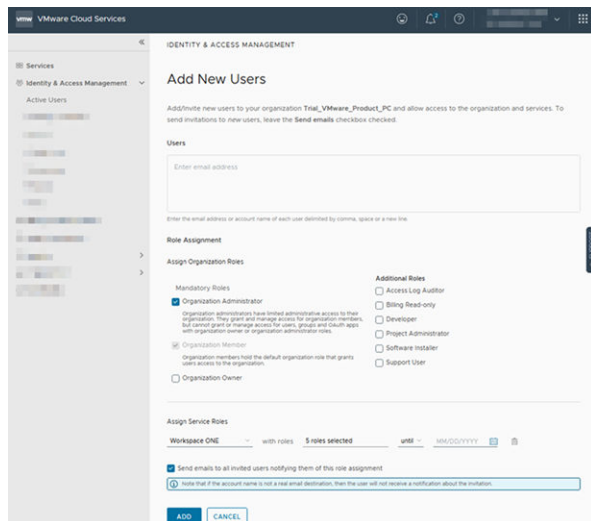 vmw VMware Cloud Services
IDENTITY & ACCESS MANAGEMENT
Services
Identity & Access Management
Active Users
Add New Users
Add/Invite new users to your organization Trial_VMware_Product_PC and allow access to the organization and services. To
send invitations to new users, leave the Send emails checkbox checked.
Users
Enter email address
Enter the email address or account name of each user delimited by comma, space or a new line.
Role Assignment
Assign Organization Roles
Mandatory Roles
Organization Administrator
Organization administrators have limited administrative access to their
organization. They grant and manage access for organization members,
but cannot grant or manage access for users, groups and Oauth apps
with organization owner or organization administrator roles.
Organization Member
Organization members hold the default organization role that grants
users access to the organization.
Organization Owner
Additional Roles
Access Log Auditor
Billing Read-only
Developer
Project Administrator
Software Installer
Support User
Assign Service Roles
Workspace ONE with roles 5 roles selected until MM/DD/YYYY
Send emails to all invited users notifying them of this role assignment
Note that if the account name is not a real email destination, then the user will not receive a notification about the invitation.
ADD CANCEL